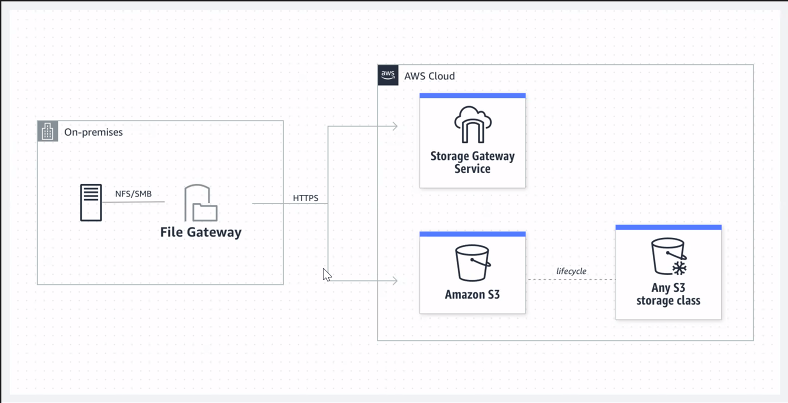 aws
AWS Cloud
On-premises
Storage Gateway
Service
NFS/SMB
HTTPS
File Gateway
lifecycle
Amazon S3
Any S3
storage class